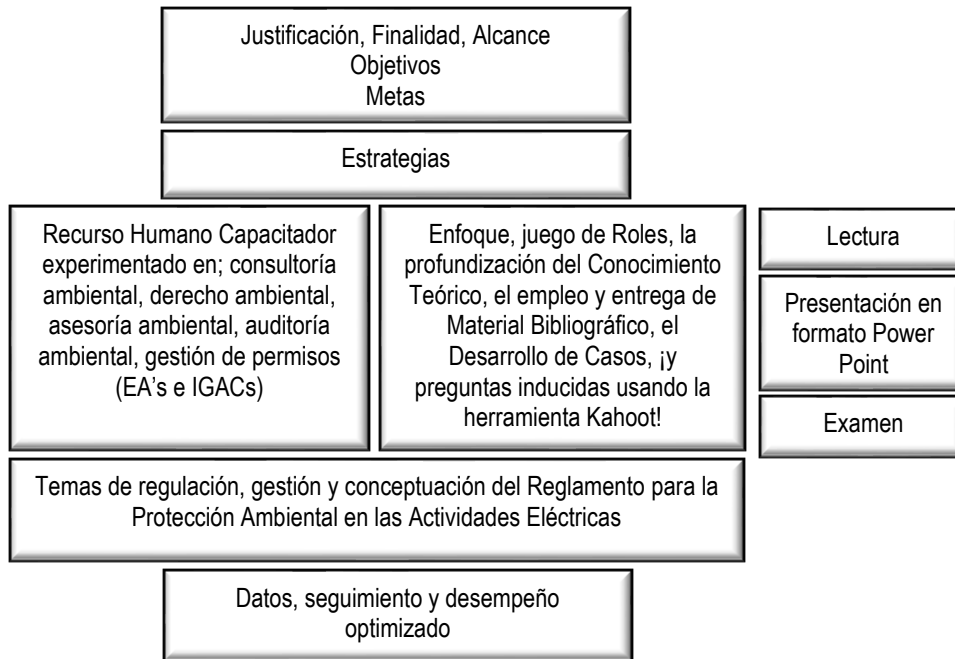 Justificación, Finalidad, Alcance
Objetivos
Metas
Estrategias
Recurso Humano Capacitador
experimentado en; consultoría
ambiental, derecho ambiental,
asesoría ambiental, auditoría
ambiental, gestión de permisos
(EA's e IGACs)
Enfoque, juego de Roles, la
profundización del Conocimiento
Teórico, el empleo y entrega de
Material Bibliográfico, el
Desarrollo de Casos, ¡y
preguntas inducidas usando la
herramienta Kahoot!
Lectura
Presentación en
formato Power
Point
Examen
Temas de regulación, gestión y conceptuación del Reglamento para la
Protección Ambiental en las Actividades Eléctricas
Datos, seguimiento y desempeño
optimizado